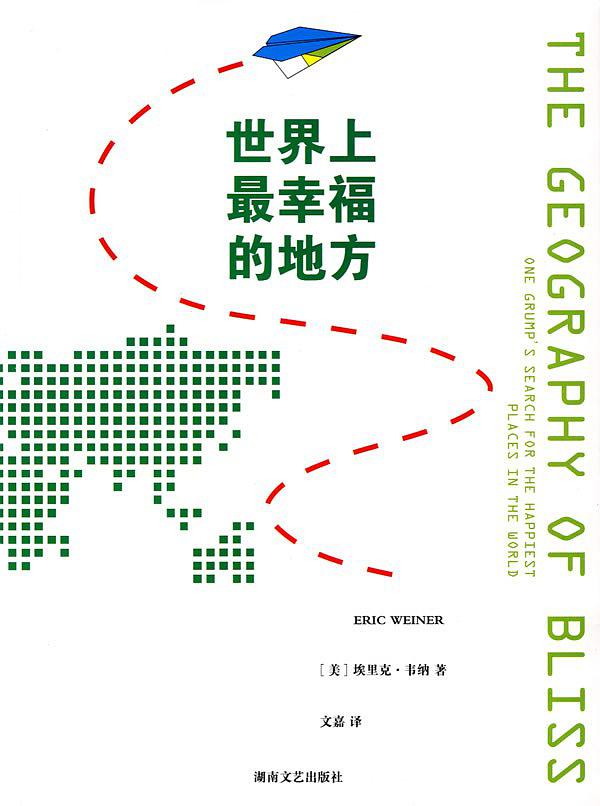 世界上
最幸福
的地方
THE GEOGRAPHY OF BLISS
ONE GRUMP'S SEARCH FOR THE HAPPIEST
PLACES IN THE WORLD
ERIC WEINER
[美]埃里克·韦纳 著
文嘉 译
湖南文艺出版社